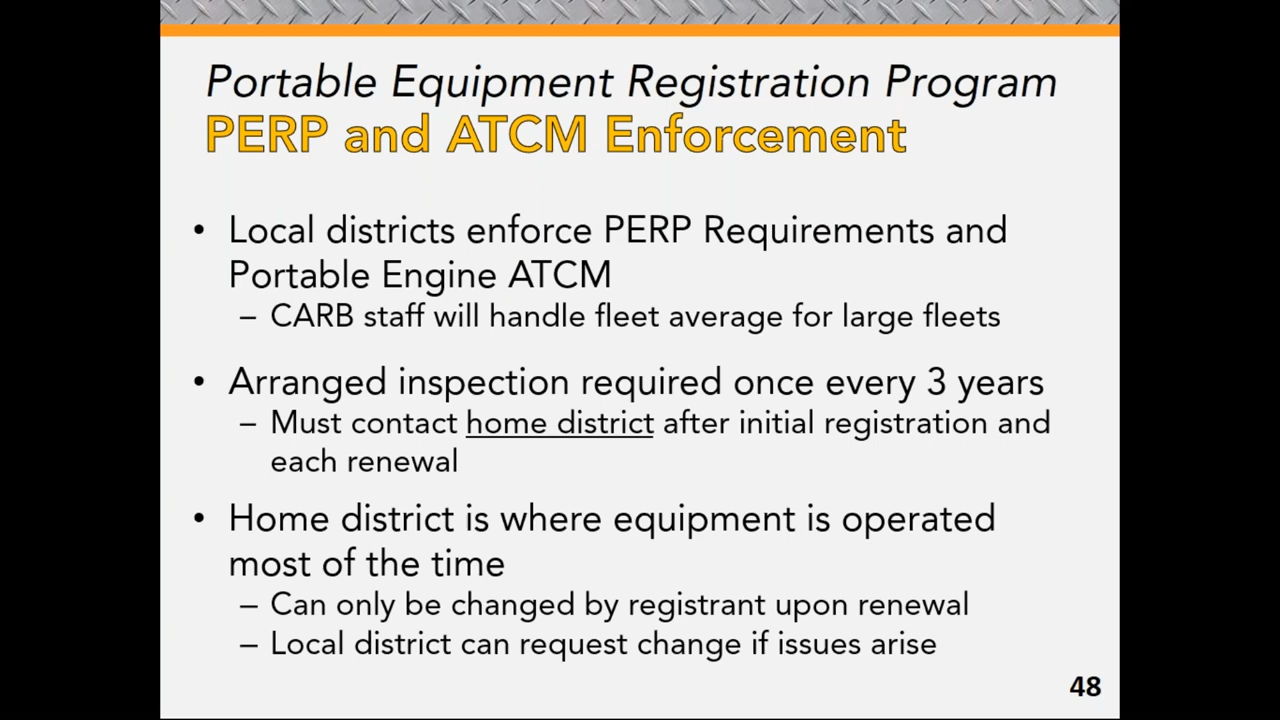 Portable Equipment Registration Program
PERP and ATCM Enforcement
• Local districts enforce PERP Requirements and
Portable Engine ATCM
– CARB staff will handle fleet average for large fleets
• Arranged inspection required once every 3 years
– Must contact home district after initial registration and
each renewal
• Home district is where equipment is operated
most of the time
– Can only be changed by registrant upon renewal
– Local district can request change if issues arise
48